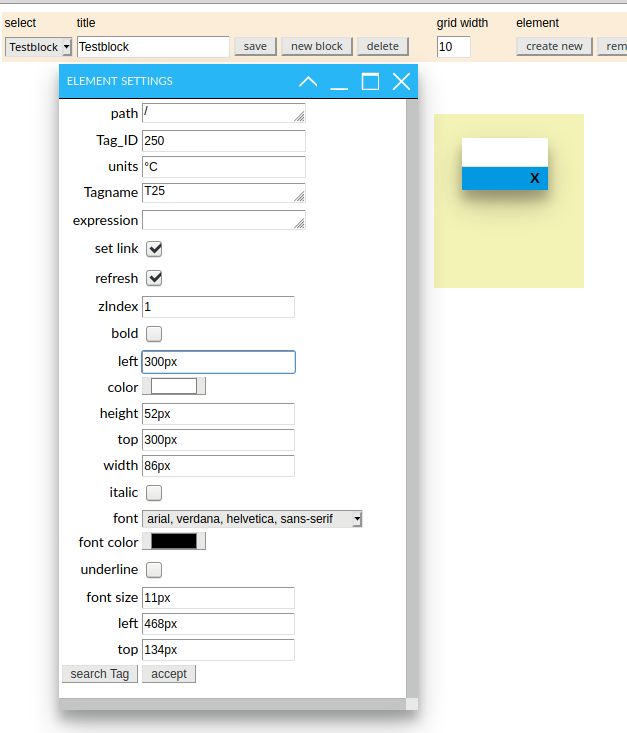 select title grid width element
Testblock Testblock save new block delete 10 create new rem
ELEMENT SETTINGS
path /
Tag_ID 250
units °C
Tagname T25
expression
set link
refresh
zIndex 1
bold
left 300px
color
height 52px
top 300px
width 86px
italic
font arial, verdana, helvetica, sans-serif
font color
underline
font size 11px
left 468px
top 134px
search Tag accept
X